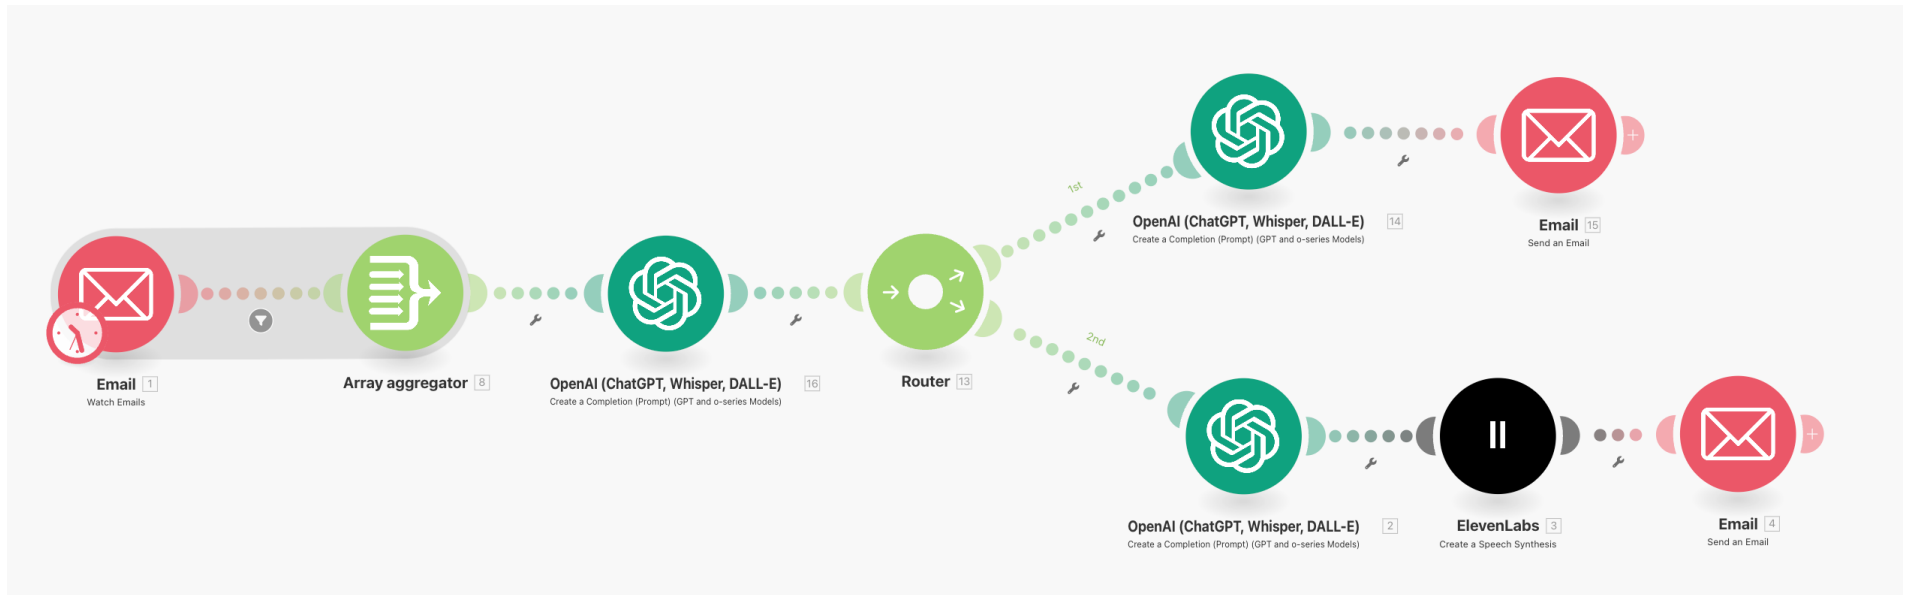 Email 1
Watch Emails
Array aggregator 8
OpenAI (ChatGPT, Whisper, DALL-E) 16
Create a Completion (Prompt) (GPT and o-series Models)
Router 13
1st
OpenAI (ChatGPT, Whisper, DALL-E) 14
Create a Completion (Prompt) (GPT and o-series Models)
Email 15
Send an Email
2nd
OpenAI (ChatGPT, Whisper, DALL-E) 2
Create a Completion (Prompt) (GPT and o-series Models)
ElevenLabs 3
Create a Speech Synthesis
Email 4
Send an Email